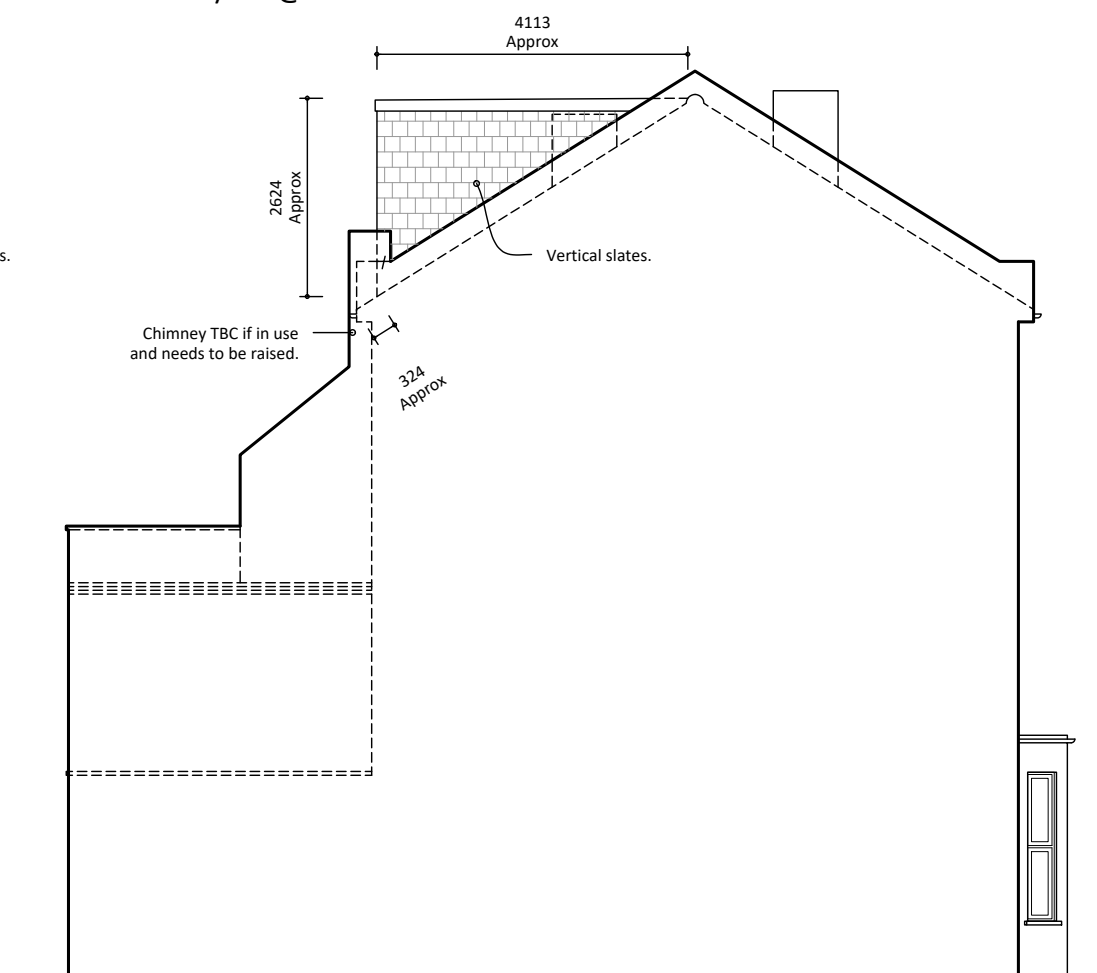 4113
Approx
2624
Approx
s.
Vertical slates.
Chimney TBC if in use
and needs to be raised.
324
Approx